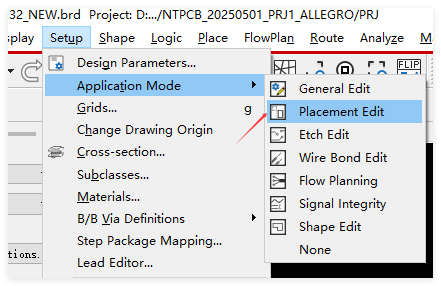 32_NEW.brd Project: D:.../NTPCB_20250501_PRJ1_ALLEGRO/PRJ
splay Setup Shape Logic Place FlowPlan Route Analyze M
Design Parameters...
Application Mode
Grids... g
Change Drawing Origin
Cross-section...
Subclasses...
Materials...
B/B Via Definitions
Step Package Mapping...
Lead Editor...
General Edit
Placement Edit
Etch Edit
Wire Bond Edit
Flow Planning
Signal Integrity
Shape Edit
None
FLIP
tions.